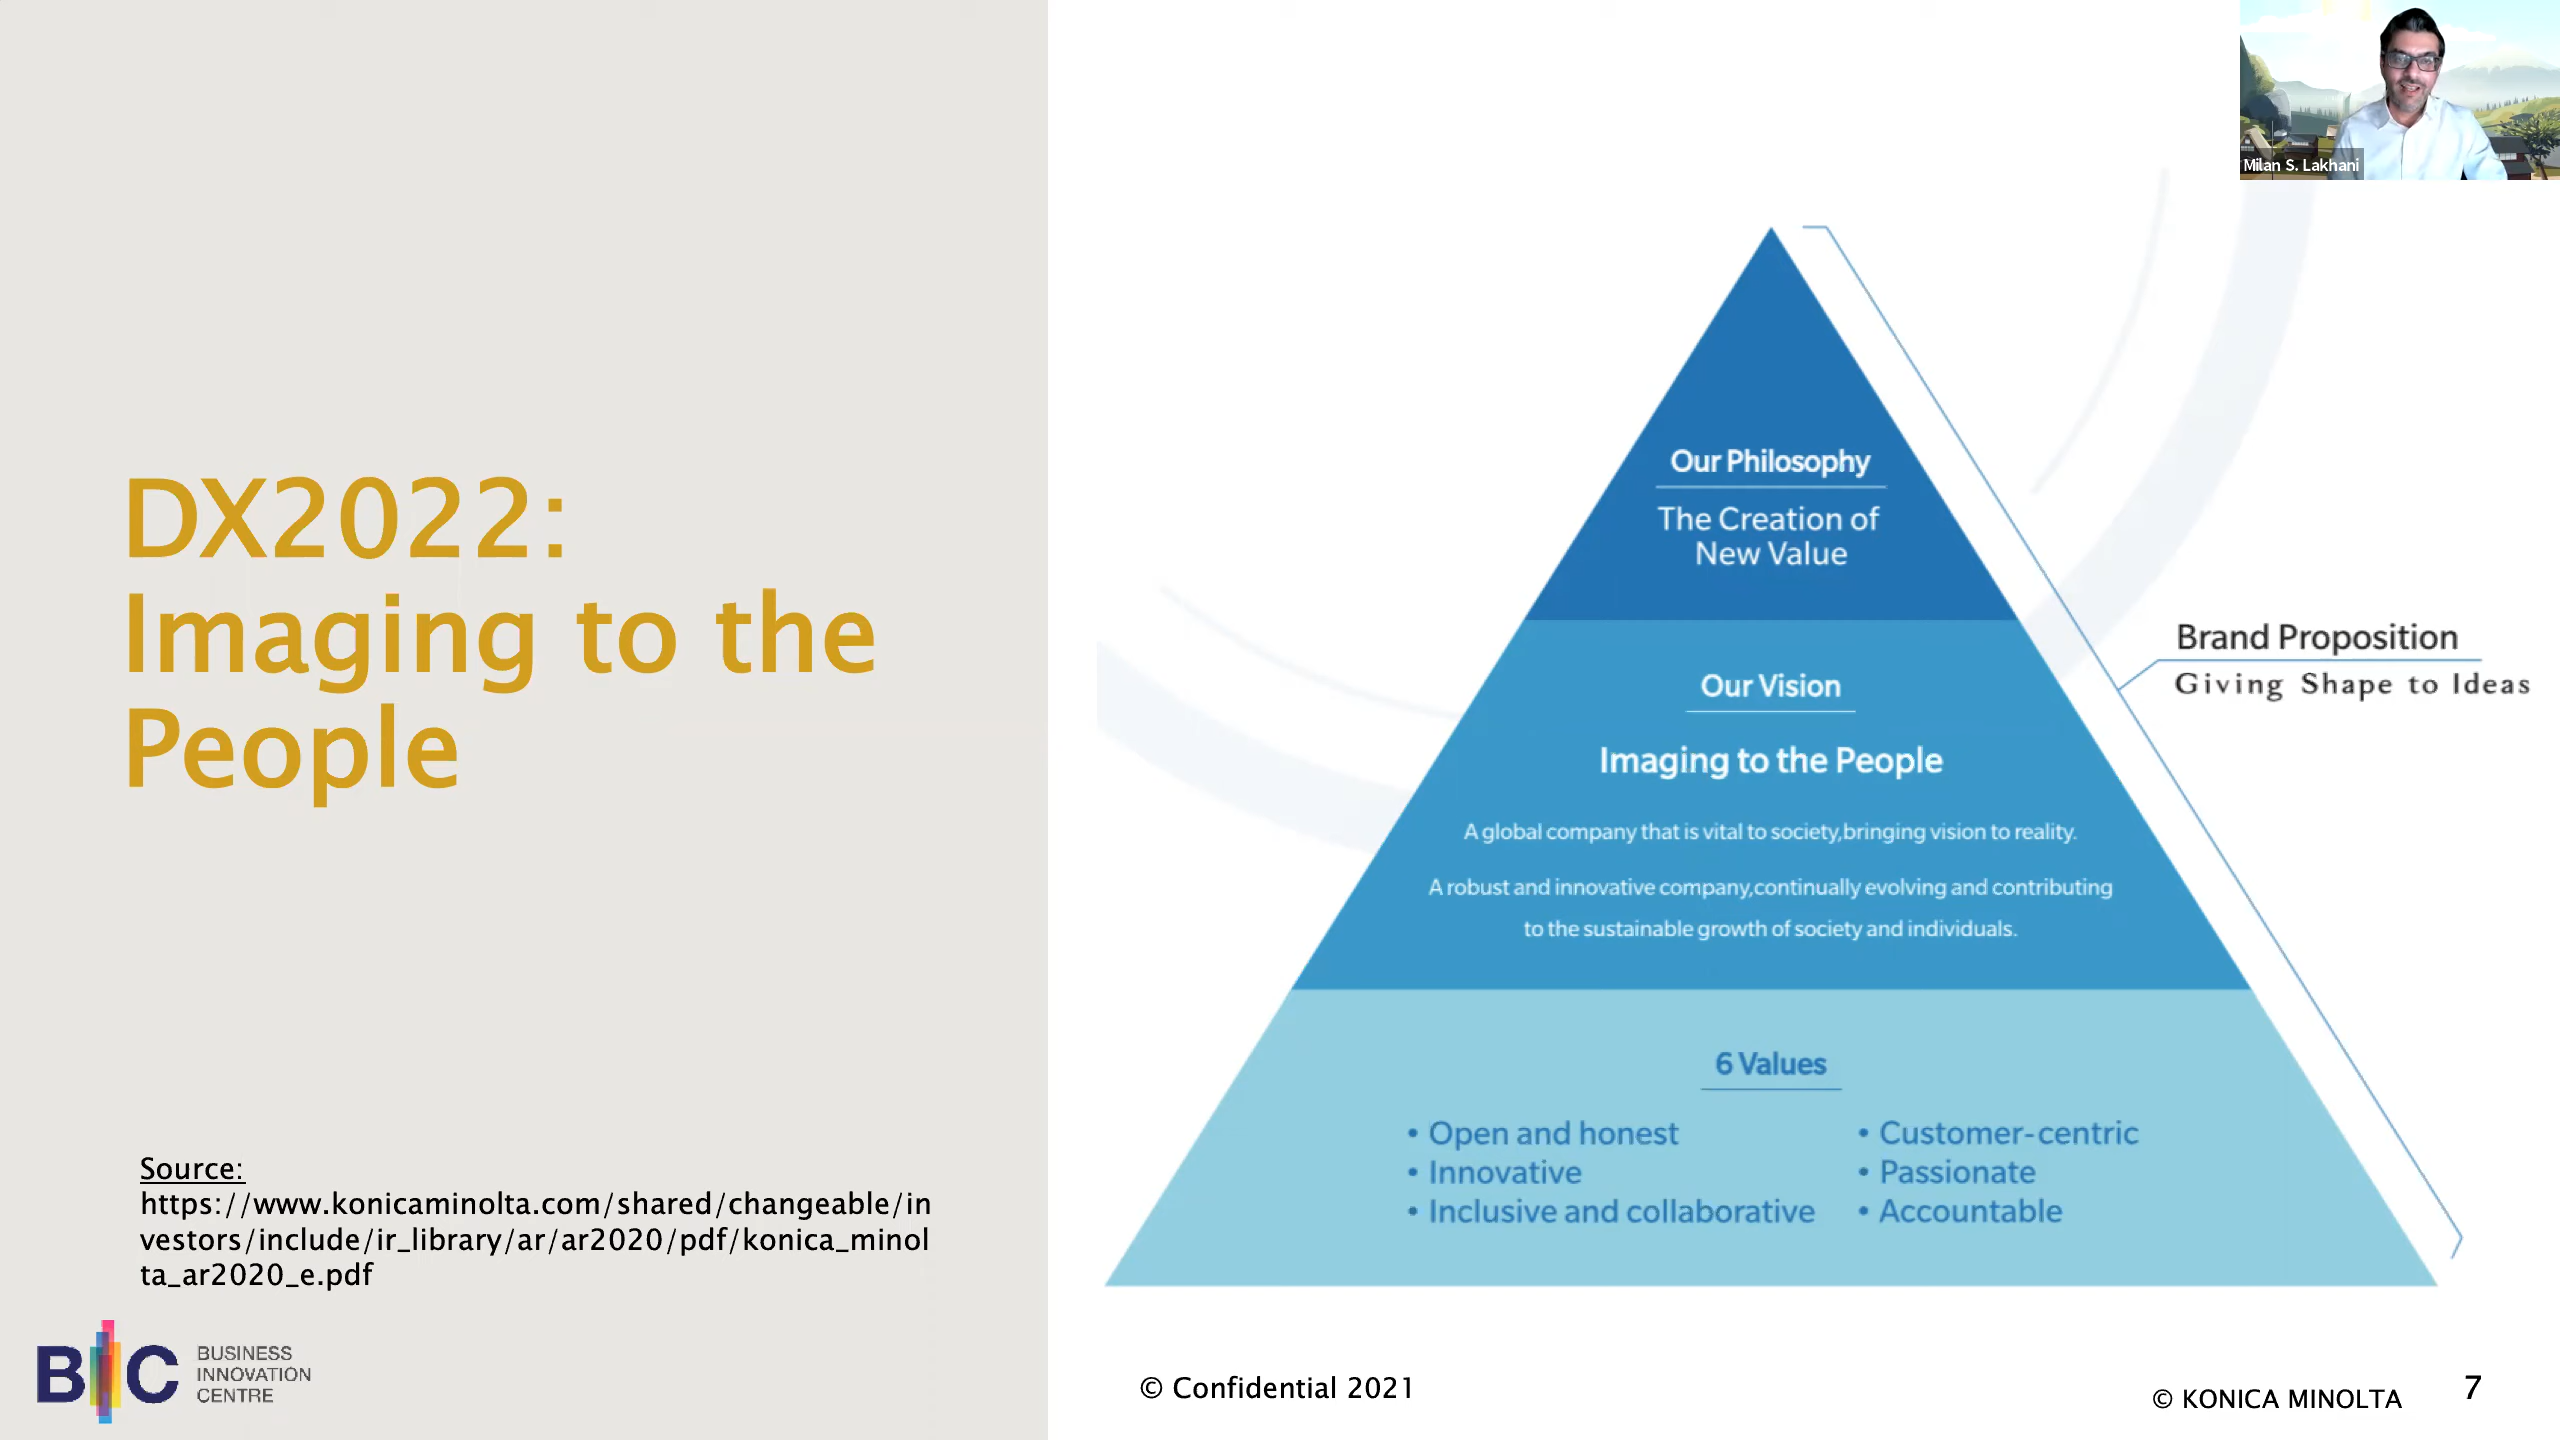 Milan S. Lakhani
DX2022:
Imaging to the
People
Source:
https://www.konicaminolta.com/shared/changeable/in
vestors/include/ir_library/ar/ar2020/pdf/konica_minol
ta_ar2020_e.pdf
BIC
BUSINESS
INNOVATION
CENTRE
Our Philosophy
The Creation of
New Value
Our Vision
Imaging to the People
A global company that is vital to society,bringing vision to reality.
A robust and innovative company,continually evolving and contributing
to the sustainable growth of society and individuals.
6 Values
• Open and honest
• Innovative
• Inclusive and collaborative
• Customer-centric
• Passionate
• Accountable
Brand Proposition
Giving Shape to Ideas
© Confidential 2021
© KONICA MINOLTA
7